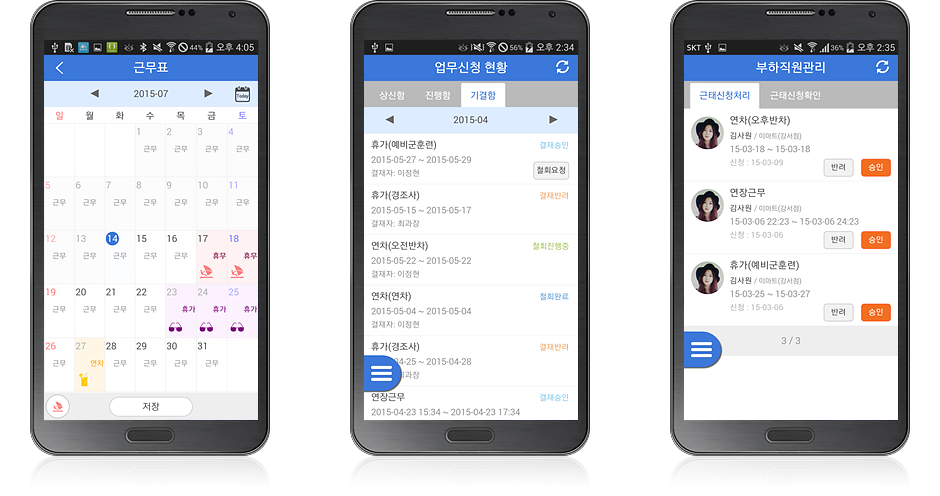 44% 오후 4:05
근무표
2015-07
Today
일 월 화 수 목 금 토
1 2 3 4
근무 근무 근무 근무
5 6 7 8 9 10 11
근무 근무 근무 근무 근무 근무 근무
12 13 14 15 16 17 18
근무 근무 근무 근무 근무 휴무 휴무
19 20 21 22 23 24 25
근무 근무 근무 근무 휴가 휴가 휴가
26 27 28 29 30 31
근무 연차 근무 근무 근무 근무
저장
56% 오후 2:34
업무신청 현황
상신함 진행함 기결함
2015-04
휴가(예비군훈련) 결재승인
2015-05-27 ~ 2015-05-29
결재자: 이정현 철회요청
휴가(경조사) 결재반려
2015-05-15 ~ 2015-05-17
결재자: 최과장
연차(오전반차) 철회진행중
2015-05-22 ~ 2015-05-22
결재자: 이정현
연차(연차) 철회완료
2015-05-04 ~ 2015-05-04
결재자: 이정현
휴가(경조사) 결재반려
04-25 ~ 2015-04-28
최과장
연장근무 결재승인
2015-04-23 15:34 ~ 2015-04-23 17:34
SKT 36% 오후 2:35
부하직원관리
근태신청처리 근태신청확인
연차(오후반차)
김사원 / 이마트(강서점)
15-03-18 ~ 15-03-18
신청 : 15-03-09 반려 승인
연장근무
김사원 / 이마트(강서점)
15-03-06 22:23 ~ 15-03-06 24:23
신청 : 15-03-06 반려 승인
휴가(예비군훈련)
김사원 / 이마트(강서점)
15-03-25 ~ 15-03-27
신청 : 15-03-06 반려 승인
3 / 3